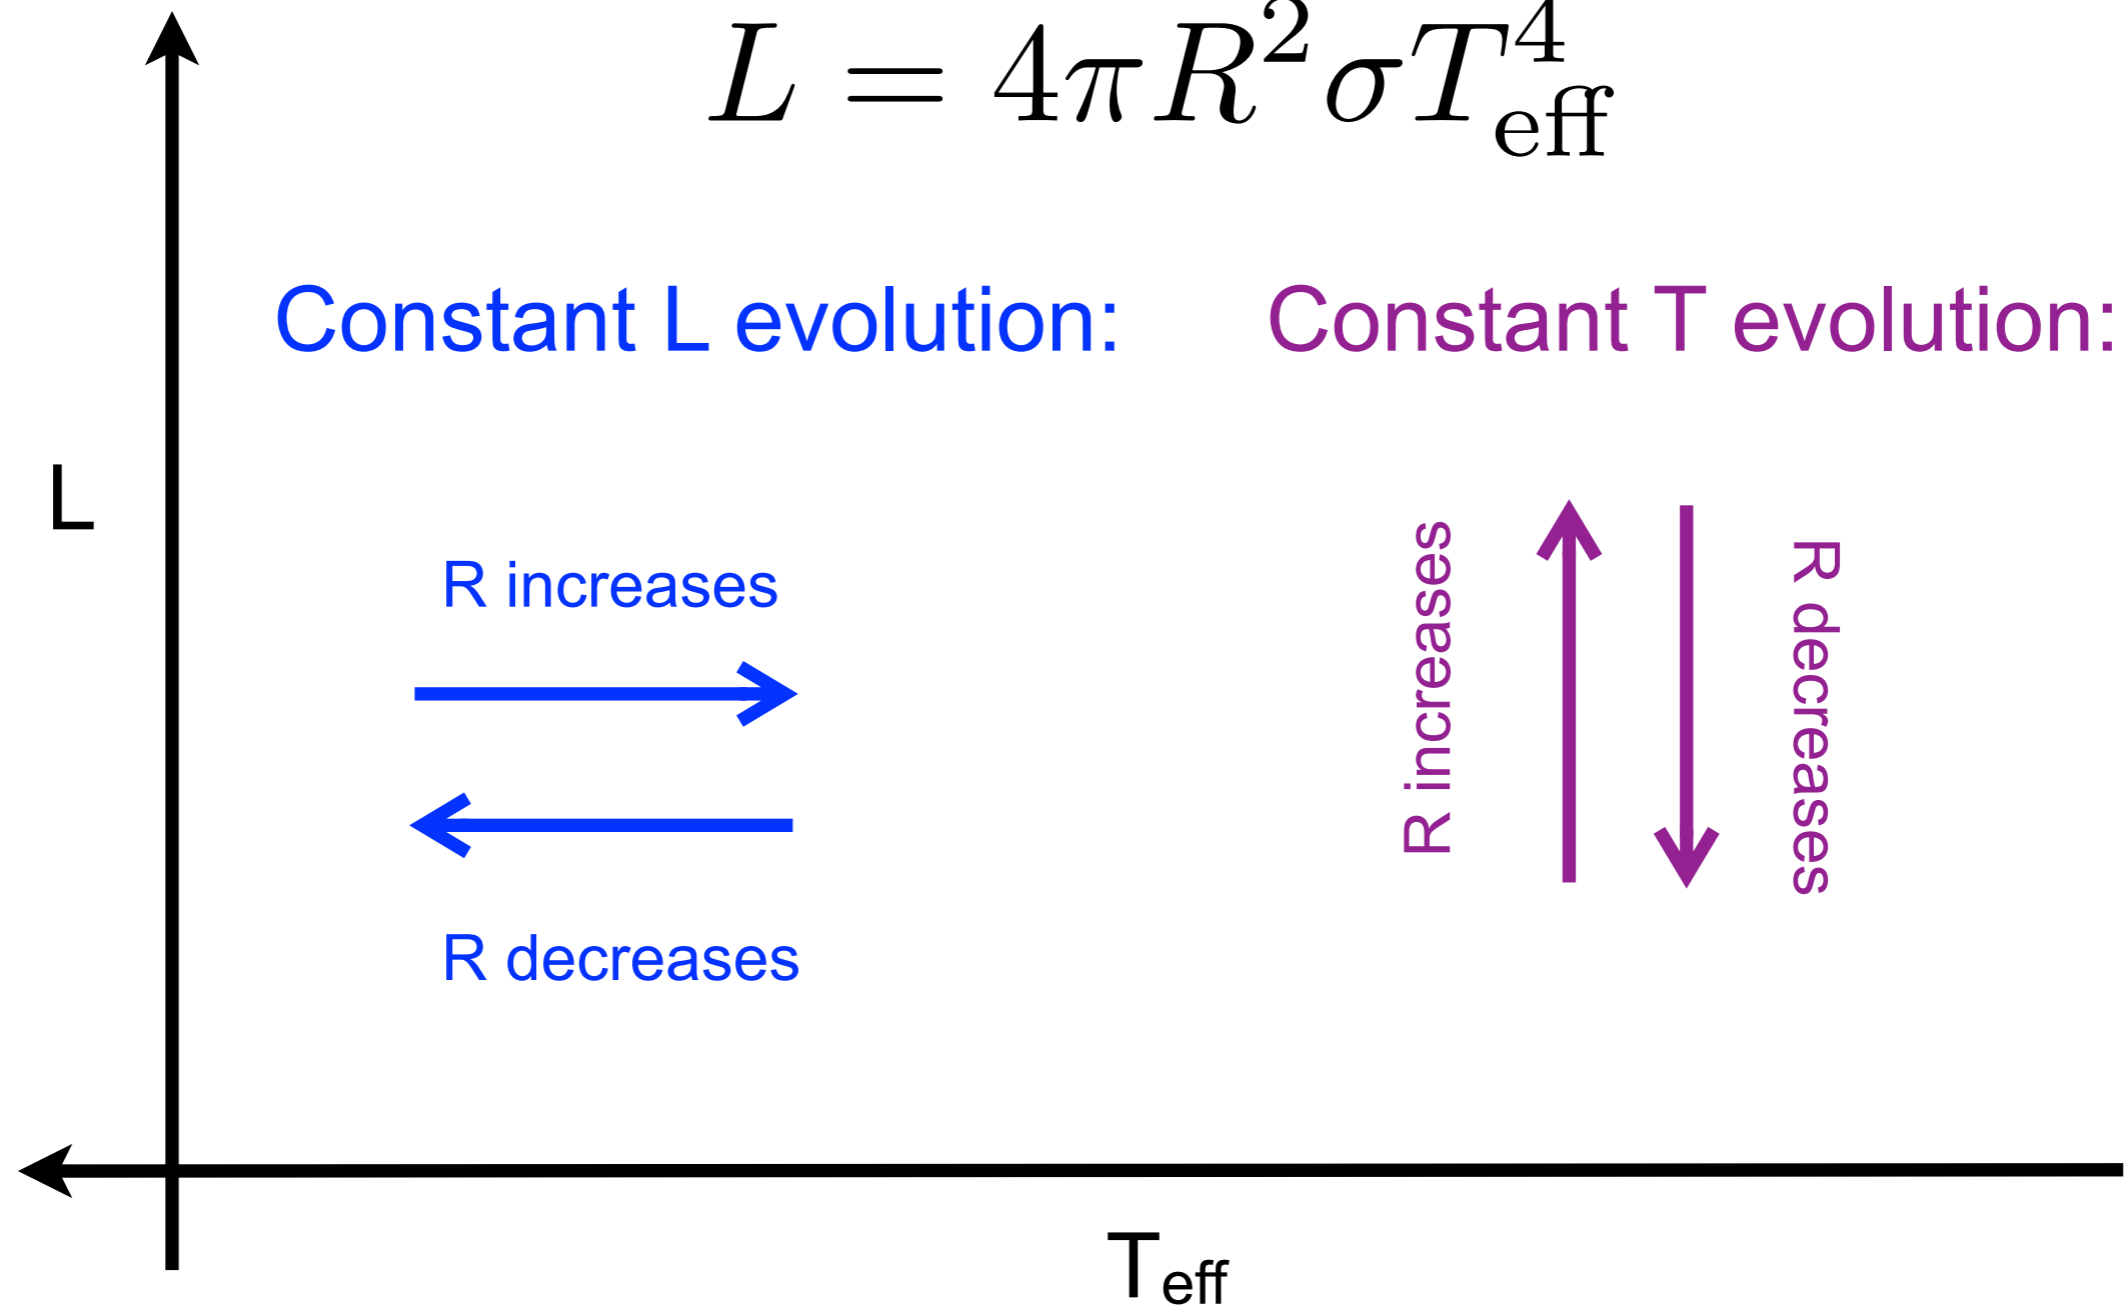 L = 4πR²σT⁴eff
Constant L evolution:
Constant T evolution:
L
R increases
R decreases
R increases
R decreases
Teff